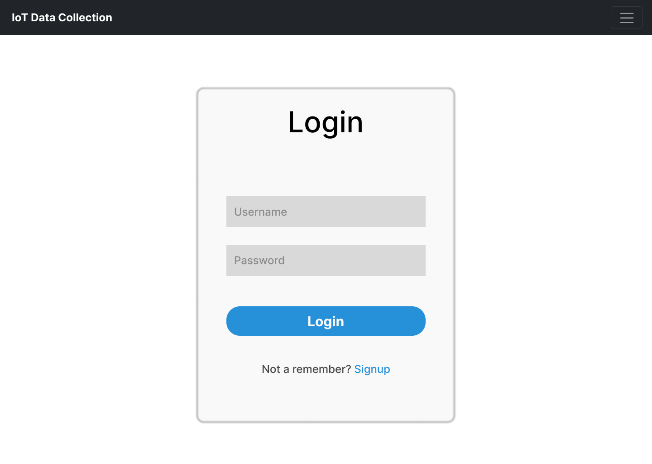 IoT Data Collection
Login
Username
Password
Login
Not a remember? Signup